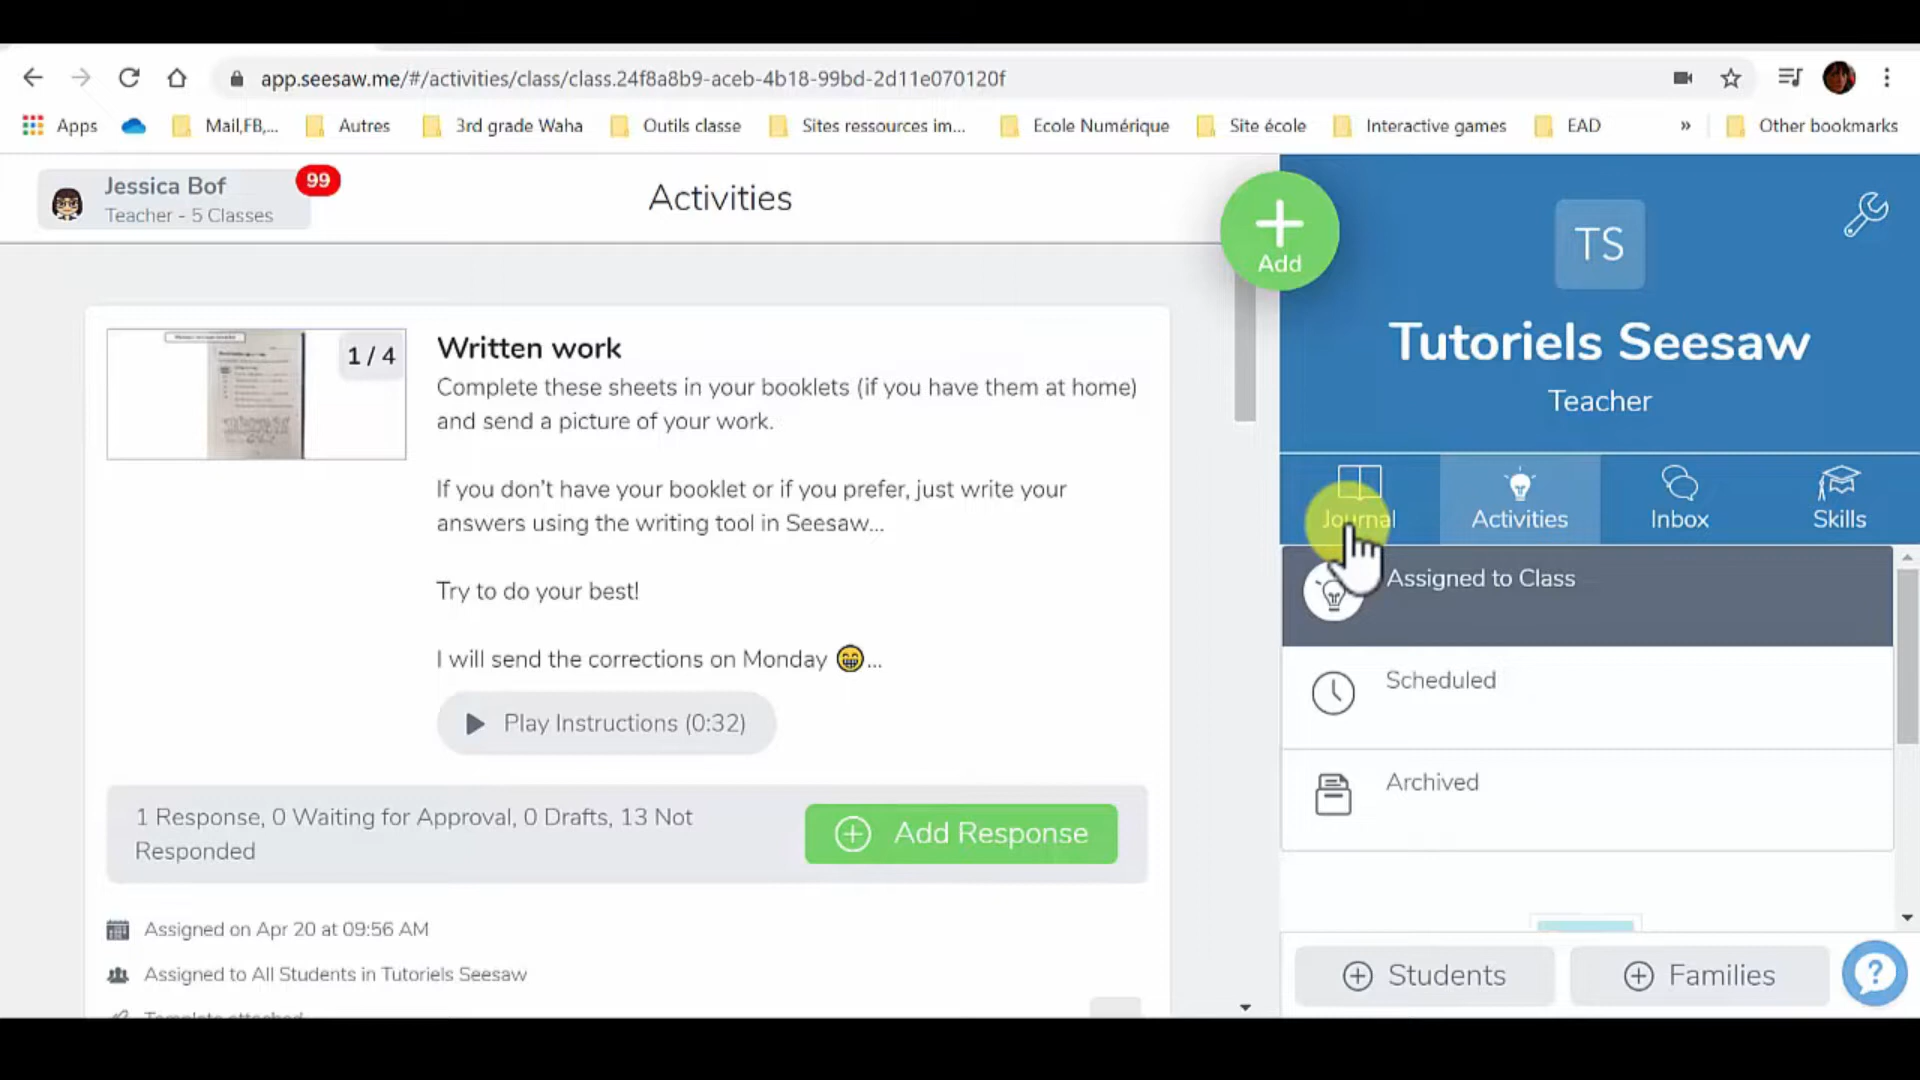 app.seesaw.me/#/activities/class/class.24f8a8b9-aceb-4b18-99bd-2d11e070120f
Apps
Mail,FB,...
Autres
3rd grade Waha
Outils classe
Sites ressources im...
Ecole Numérique
Site école
Interactive games
EAD
»
Other bookmarks
Jessica Bof
99
Teacher - 5 Classes
Activities
+
Add
TS
Tutoriels Seesaw
Teacher
Journal
Activities
Inbox
Skills
1 / 4
Written work
Complete these sheets in your booklets (if you have them at home)
and send a picture of your work.
If you don't have your booklet or if you prefer, just write your
answers using the writing tool in Seesaw...
Try to do your best!
I will send the corrections on Monday 😁...
Play Instructions (0:32)
1 Response, 0 Waiting for Approval, 0 Drafts, 13 Not
Responded
Add Response
Assigned on Apr 20 at 09:56 AM
Assigned to All Students in Tutoriels Seesaw
Template attached
Assigned to Class
Scheduled
Archived
Students
Families
?